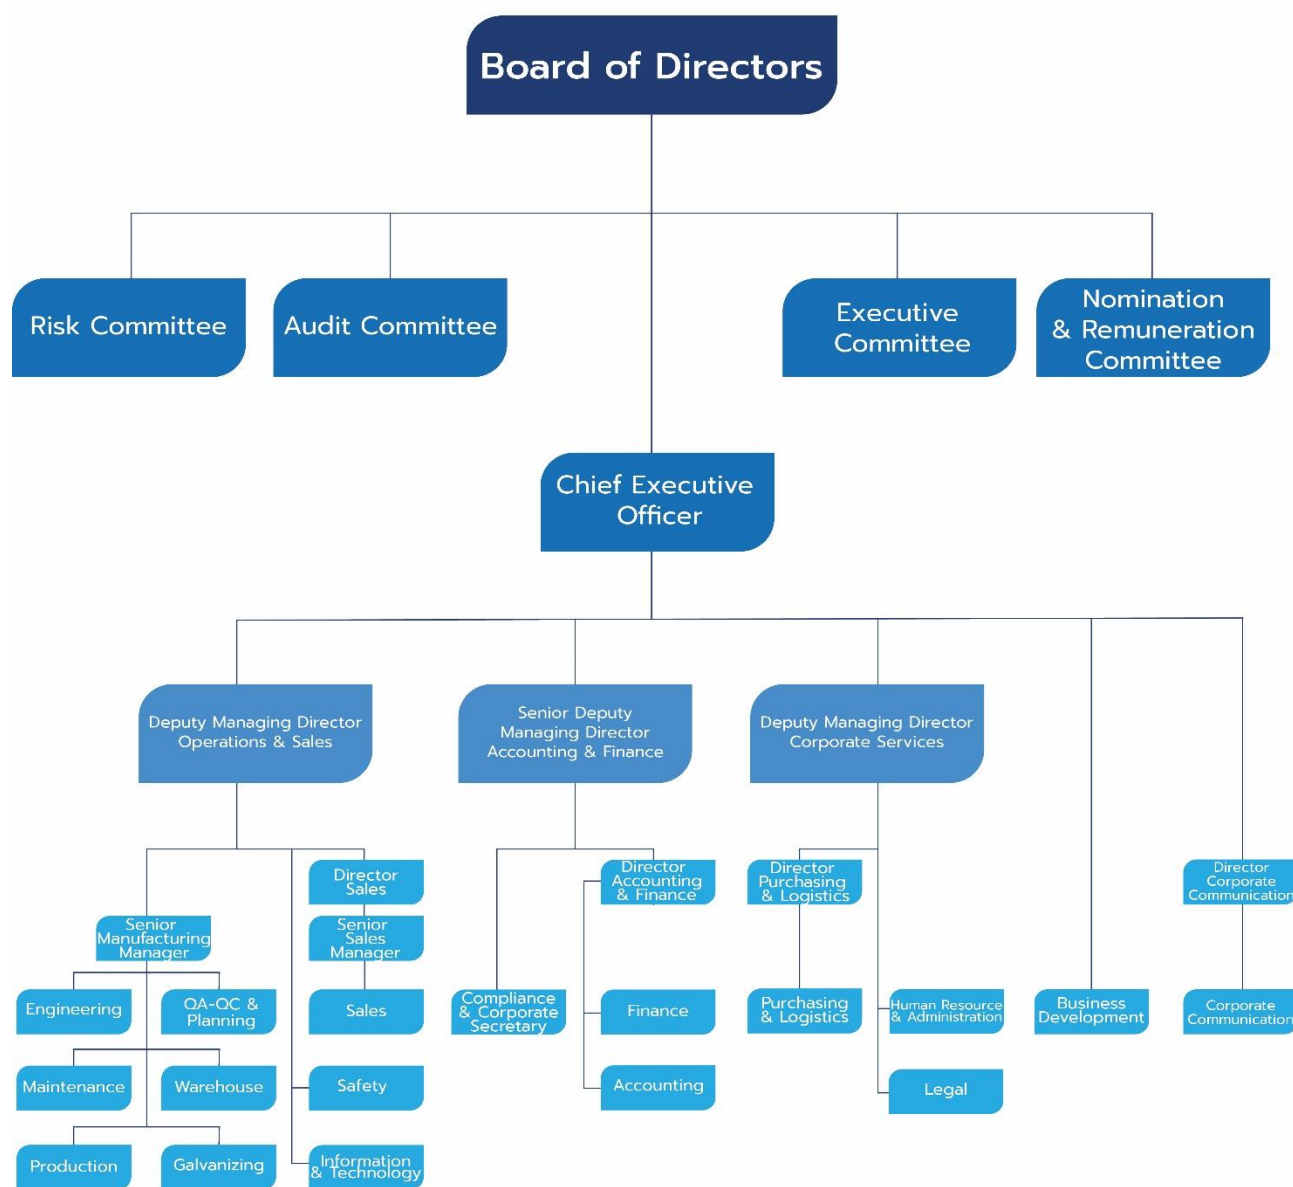 Board of Directors
Risk Committee
Audit Committee
Executive
Committee
Nomination
& Remuneration
Committee
Chief Executive
Officer
Deputy Managing Director
Operations & Sales
Senior Deputy
Managing Director
Accounting & Finance
Deputy Managing Director
Corporate Services
Director
Sales
Director
Accounting
& Finance
Director
Purchasing
& Logistics
Director
Corporate
Communication
Senior
Manufacturing
Manager
Senior
Sales
Manager
Engineering
QA-QC &
Planning
Sales
Compliance
& Corporate
Secretary
Finance
Purchasing
& Logistics
Human Resource
& Administration
Business
Development
Corporate
Communication
Maintenance
Warehouse
Safety
Accounting
Legal
Production
Galvanizing
Information
& Technology